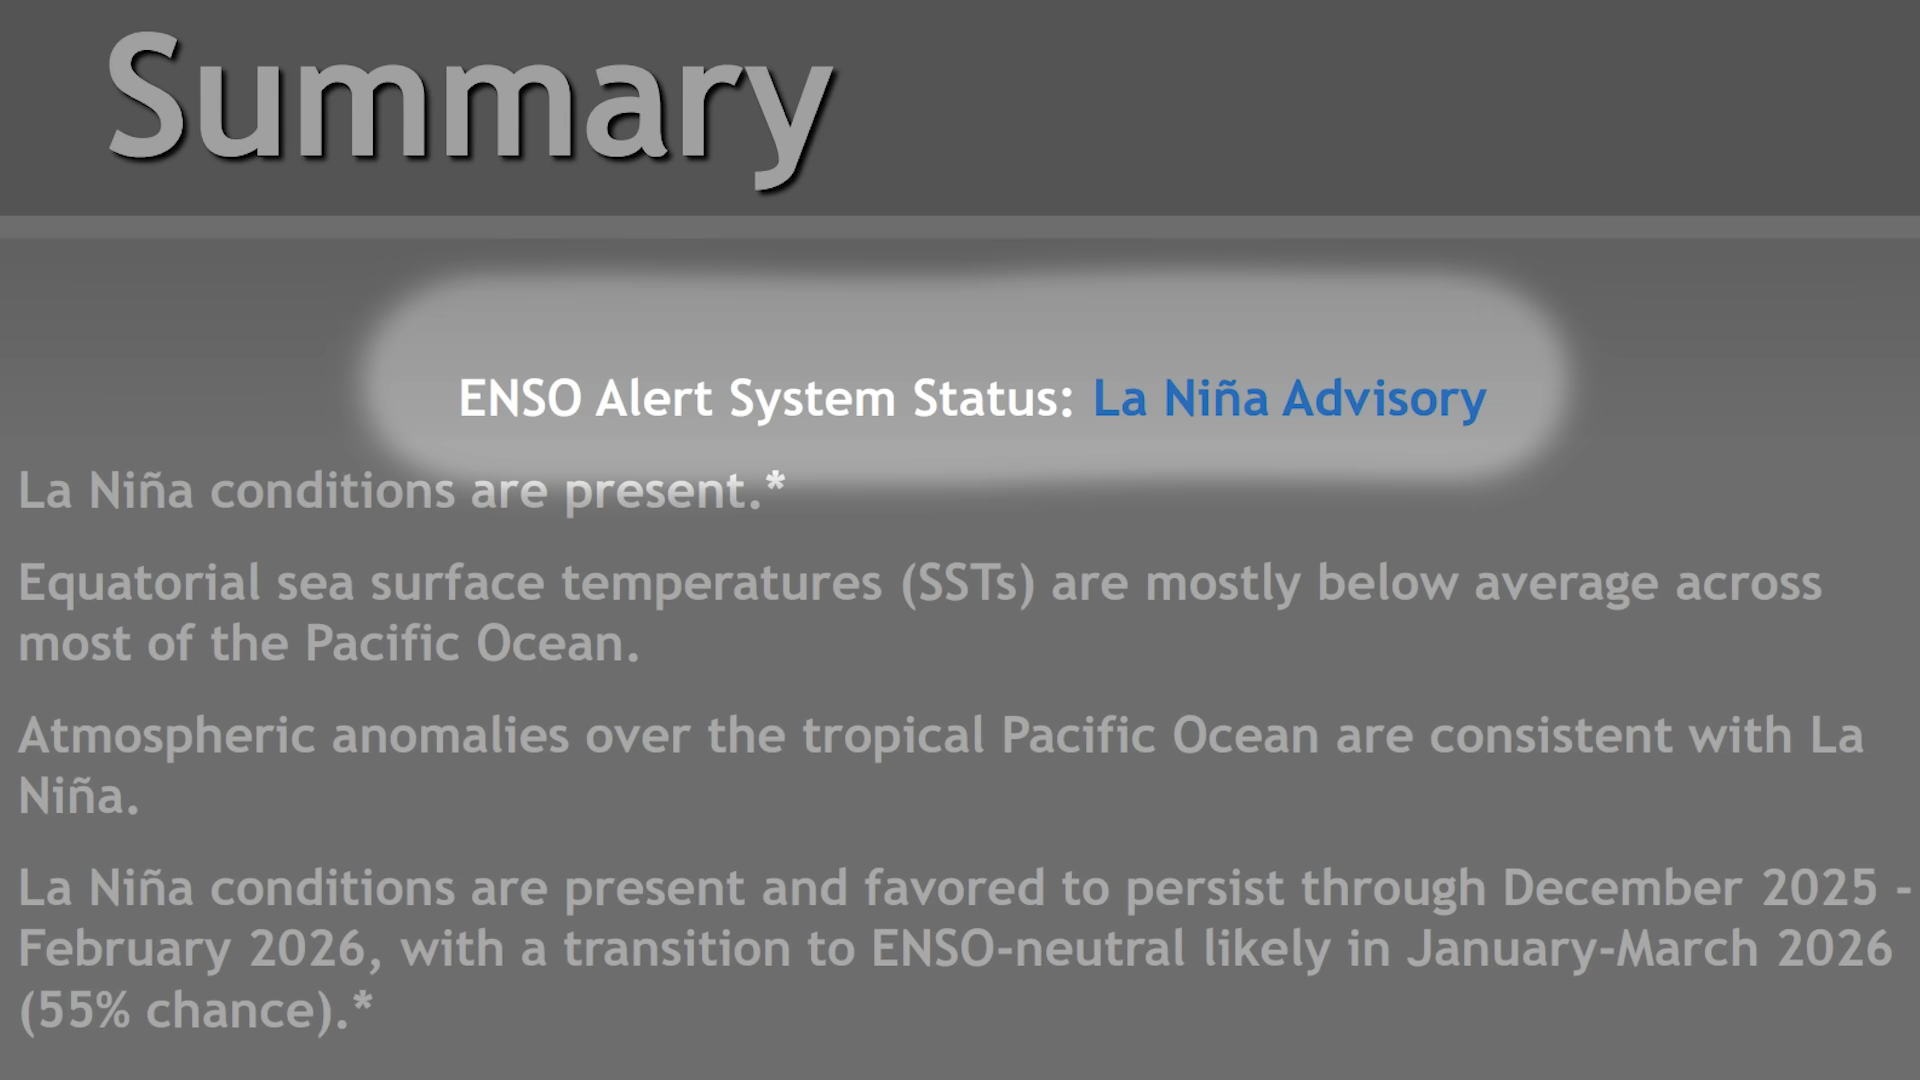 Summary
ENSO Alert System Status: La Niña Advisory
La Niña conditions are present.*
Equatorial sea surface temperatures (SSTs) are mostly below average across
most of the Pacific Ocean.
Atmospheric anomalies over the tropical Pacific Ocean are consistent with La
Niña.
La Niña conditions are present and favored to persist through December 2025 -
February 2026, with a transition to ENSO-neutral likely in January-March 2026
(55% chance).*